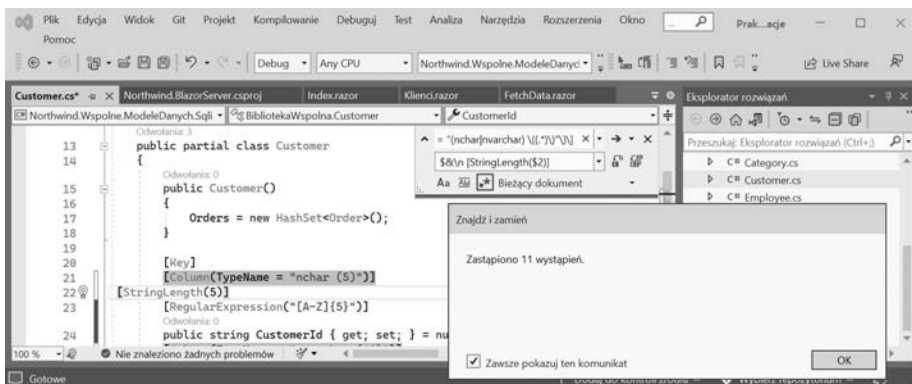 Plik Edycja Widok Git Projekt Kompilowanie Debuguj Test Analiza Narzędzia Rozszerzenia Okno ... Prak...acje
Pomoc
Debug Any CPU Northwind.Wspolne.ModeleDanycl Live Share
Customer.cs* Northwind.BlazorServer.csproj Index.razor Klienci.razor FetchData.razor Eksplorator rozwiązań
Northwind.Wspolne.ModeleDanych.Sqli BibliotekaWspolna.Customer CustomerId
Odwołania: 3
13 public partial class Customer
= "(nchar|nvarchar) \((.*)\)"\)\]
14 {
$&\n [StringLength($2)]
Przeszukaj: Eksplorator rozwiązań (Ctrl+;)
C# Category.cs
Odwołania: 0
15 public Customer()
Aa Bieżący dokument
C# Customer.cs
16 {
C# Employee.cs
17 Orders = new HashSet<Order>();
18 }
19
20 [Key]
21 [Column(TypeName = "nchar (5)")]
22 [StringLength(5)]
23 [RegularExpression("[A-Z]{5}")]
Odwołania: 0
24 public string CustomerId { get; set; } = nu
100 % Nie znaleziono żadnych problemów
Gotowe
Znajdź i zamień
Zastąpiono 11 wystąpień.
Zawsze pokazuj ten komunikat
OK